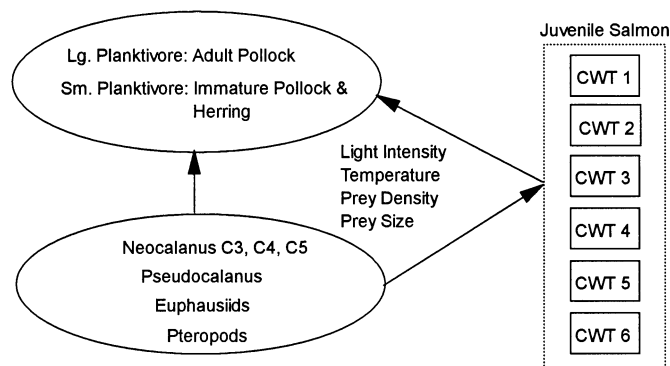 Lg. Planktivore: Adult Pollock
Sm. Planktivore: Immature Pollock &
Herring
Light Intensity
Temperature
Prey Density
Prey Size
Neocalanus C3, C4, C5
Pseudocalanus
Euphausiids
Pteropods
Juvenile Salmon
CWT 1
CWT 2
CWT 3
CWT 4
CWT 5
CWT 6